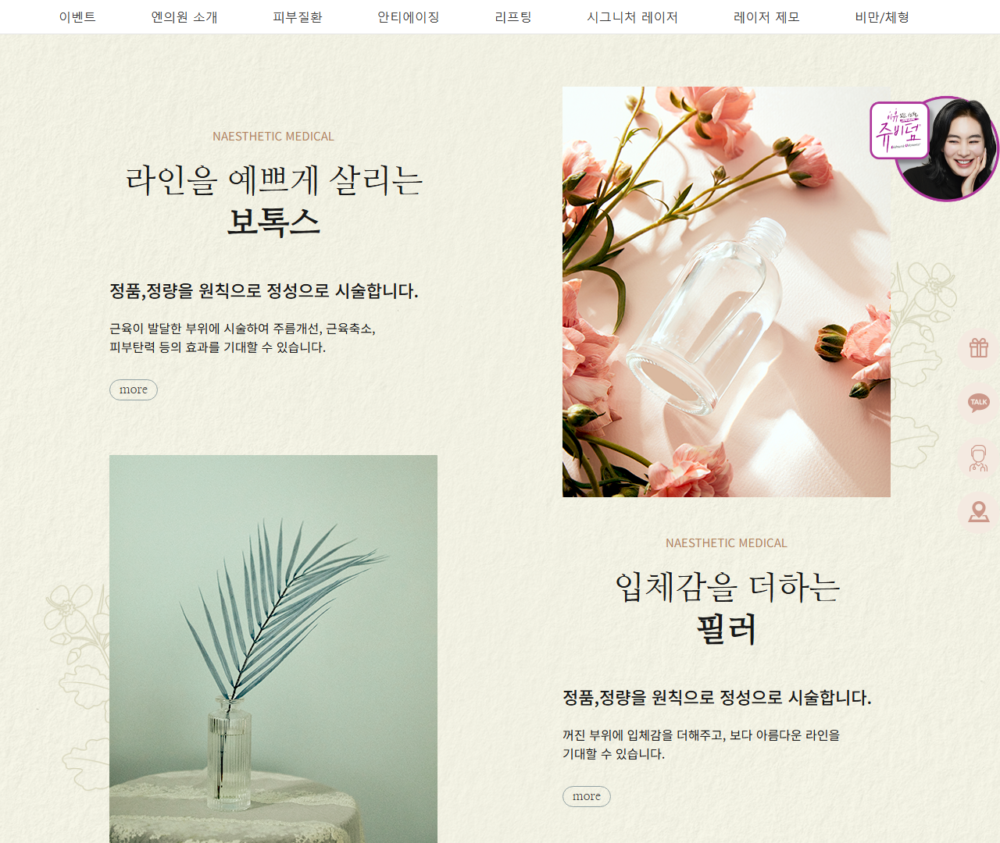 이벤트
엔의원 소개
피부질환
안티에이징
리프팅
시그니처 레이저
레이저 제모
비만/체형
이유
있는 선택,
쥬비덤
NAESTHETIC MEDICAL
라인을 예쁘게 살리는
보톡스
정품,정량을 원칙으로 정성으로 시술합니다.
근육이 발달한 부위에 시술하여 주름개선, 근육축소,
피부탄력 등의 효과를 기대할 수 있습니다.
more
TALK
NAESTHETIC MEDICAL
입체감을 더하는
필러
정품,정량을 원칙으로 정성으로 시술합니다.
꺼진 부위에 입체감을 더해주고, 보다 아름다운 라인을
기대할 수 있습니다.
more